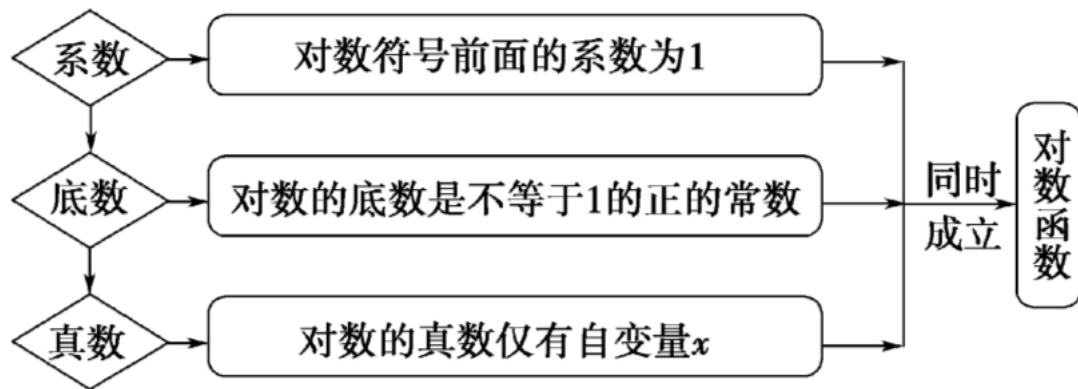 系数
对数符号前面的系数为1
底数
对数的底数是不等于1的正的常数
真数
对数的真数仅有自变量x
同时
成立
对数函数